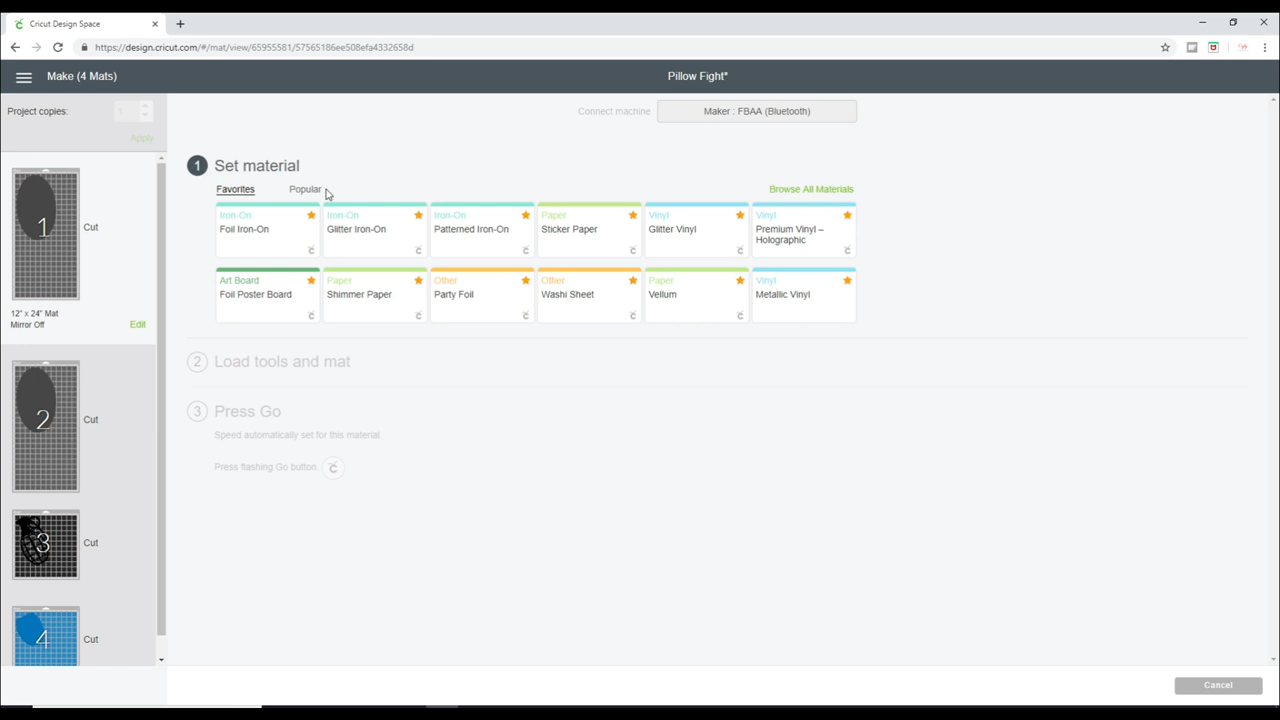 Cricut Design Space
https://design.cricut.com/#/mat/view/65955581/57565186ee508efa4332658d
Make (4 Mats)
Pillow Fight*
Project copies:
1
Apply
Connect machine
Maker : FBAA (Bluetooth)
1
Set material
Favorites
Popular
Browse All Materials
Iron-On
Foil Iron-On
Iron-On
Glitter Iron-On
Iron-On
Patterned Iron-On
Paper
Sticker Paper
Vinyl
Glitter Vinyl
Vinyl
Premium Vinyl –
Holographic
Art Board
Foil Poster Board
Paper
Shimmer Paper
Other
Party Foil
Other
Washi Sheet
Paper
Vellum
Vinyl
Metallic Vinyl
1
Cut
12" x 24" Mat
Mirror Off
Edit
2
Cut
3
Cut
4
Cut
2
Load tools and mat
3
Press Go
Speed automatically set for this material.
Press flashing Go button.
Cancel